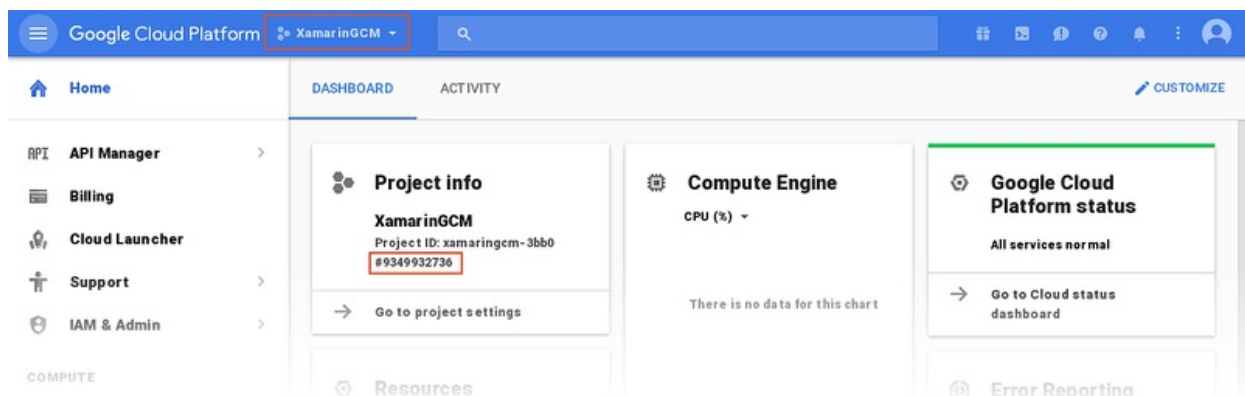 Google Cloud Platform XamarinGCM
Home
DASHBOARD ACTIVITY CUSTOMIZE
API API Manager
Billing
Cloud Launcher
Support
IAM & Admin
COMPUTE
Project info
XamarinGCM
Project ID: xamaringcm-3bb0
#9349932736
Go to project settings
Compute Engine
CPU (%)
There is no data for this chart
Google Cloud
Platform status
All services normal
Go to Cloud status
dashboard
Resources
Error Reporting